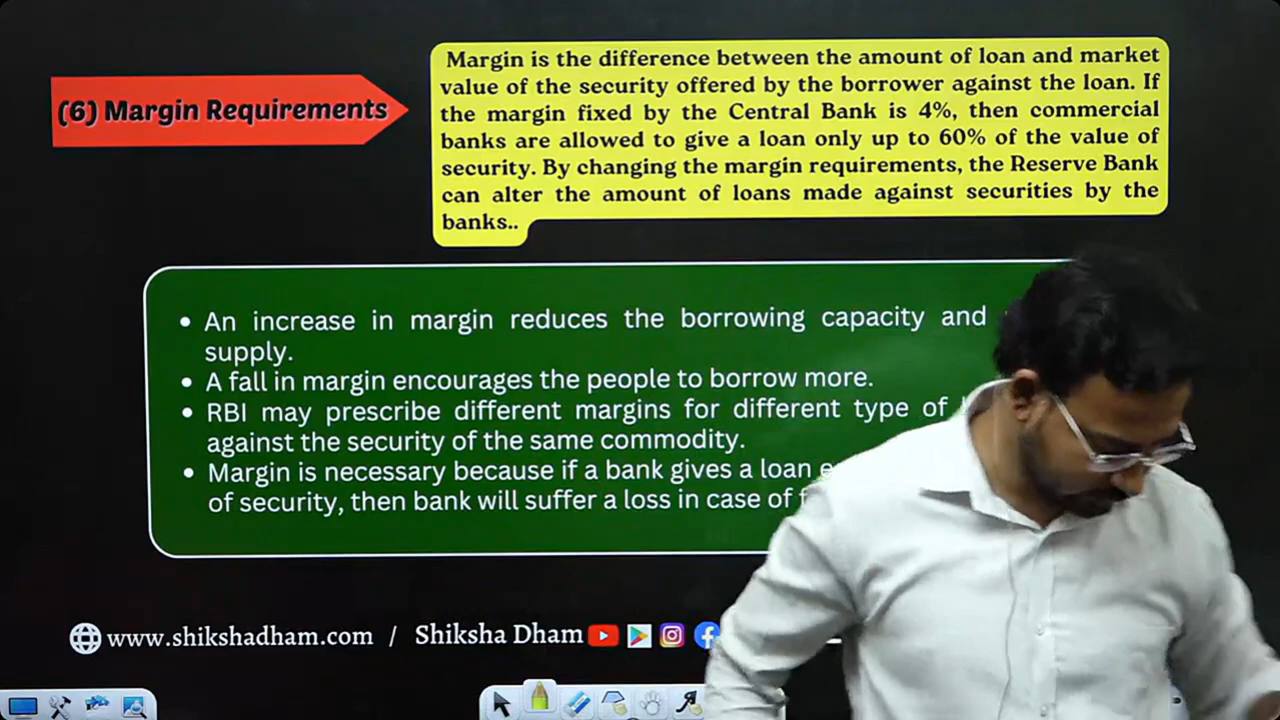 (6) Margin Requirements
Margin is the difference between the amount of loan and market
value of the security offered by the borrower against the loan. If
the margin fixed by the Central Bank is 4%, then commercial
banks are allowed to give a loan only up to 60% of the value of
security. By changing the margin requirements, the Reserve Bank
can alter the amount of loans made against securities by the
banks..
• An increase in margin reduces the borrowing capacity and
supply.
• A fall in margin encourages the people to borrow more.
• RBI may prescribe different margins for different type of
against the security of the same commodity.
• Margin is necessary because if a bank gives a loan
of security, then bank will suffer a loss in case of
www.shikshadham.com / Shiksha Dham